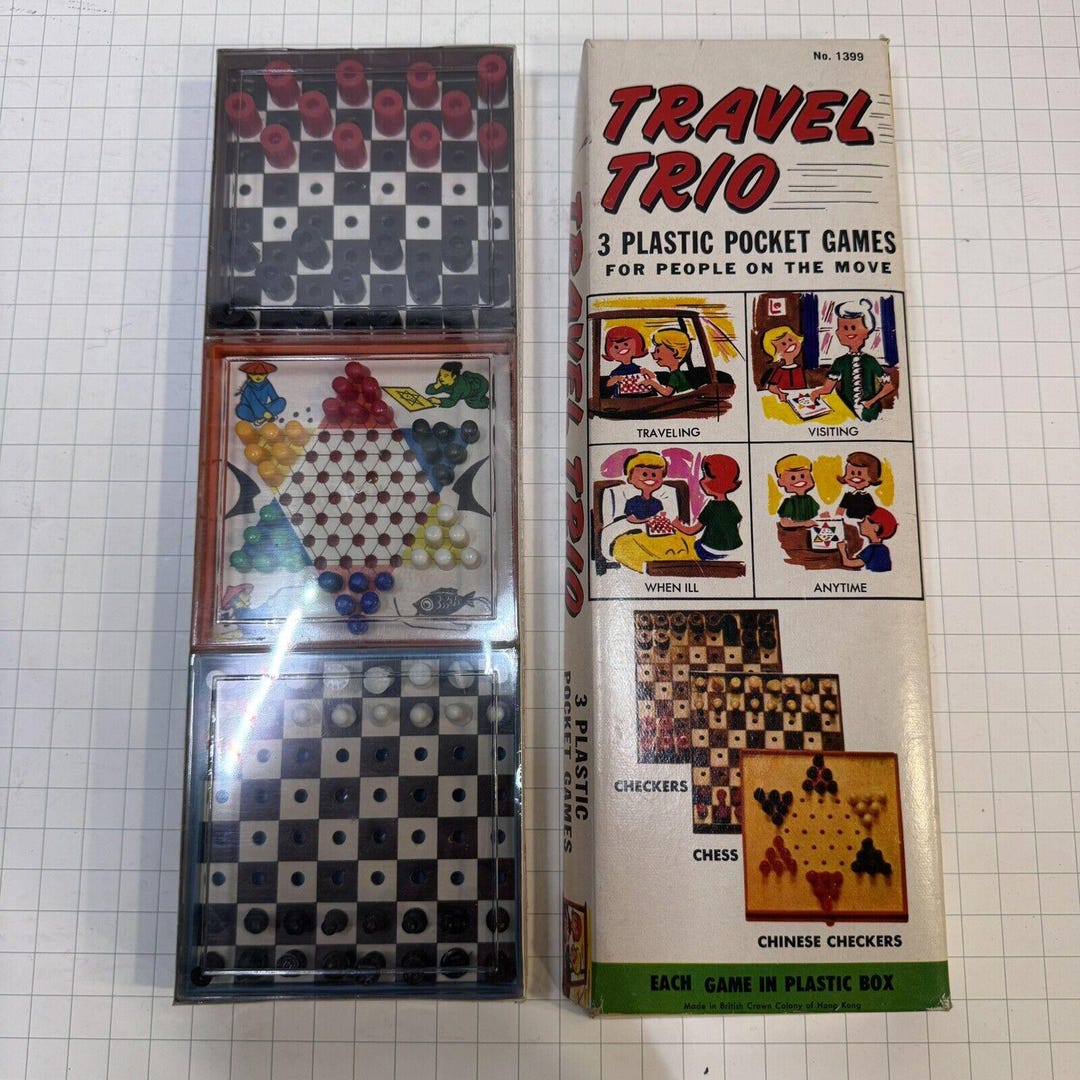 No. 1399
TRAVEL
TRIO
3 PLASTIC POCKET GAMES
FOR PEOPLE ON THE MOVE
TRAVELING
VISITING
WHEN ILL
ANYTIME
CHECKERS
CHESS
CHINESE CHECKERS
EACH GAME IN PLASTIC BOX
Made in British Crown Colony of Hong Kong
TRAVEL TRIO
3 PLASTIC
POCKET GAMES